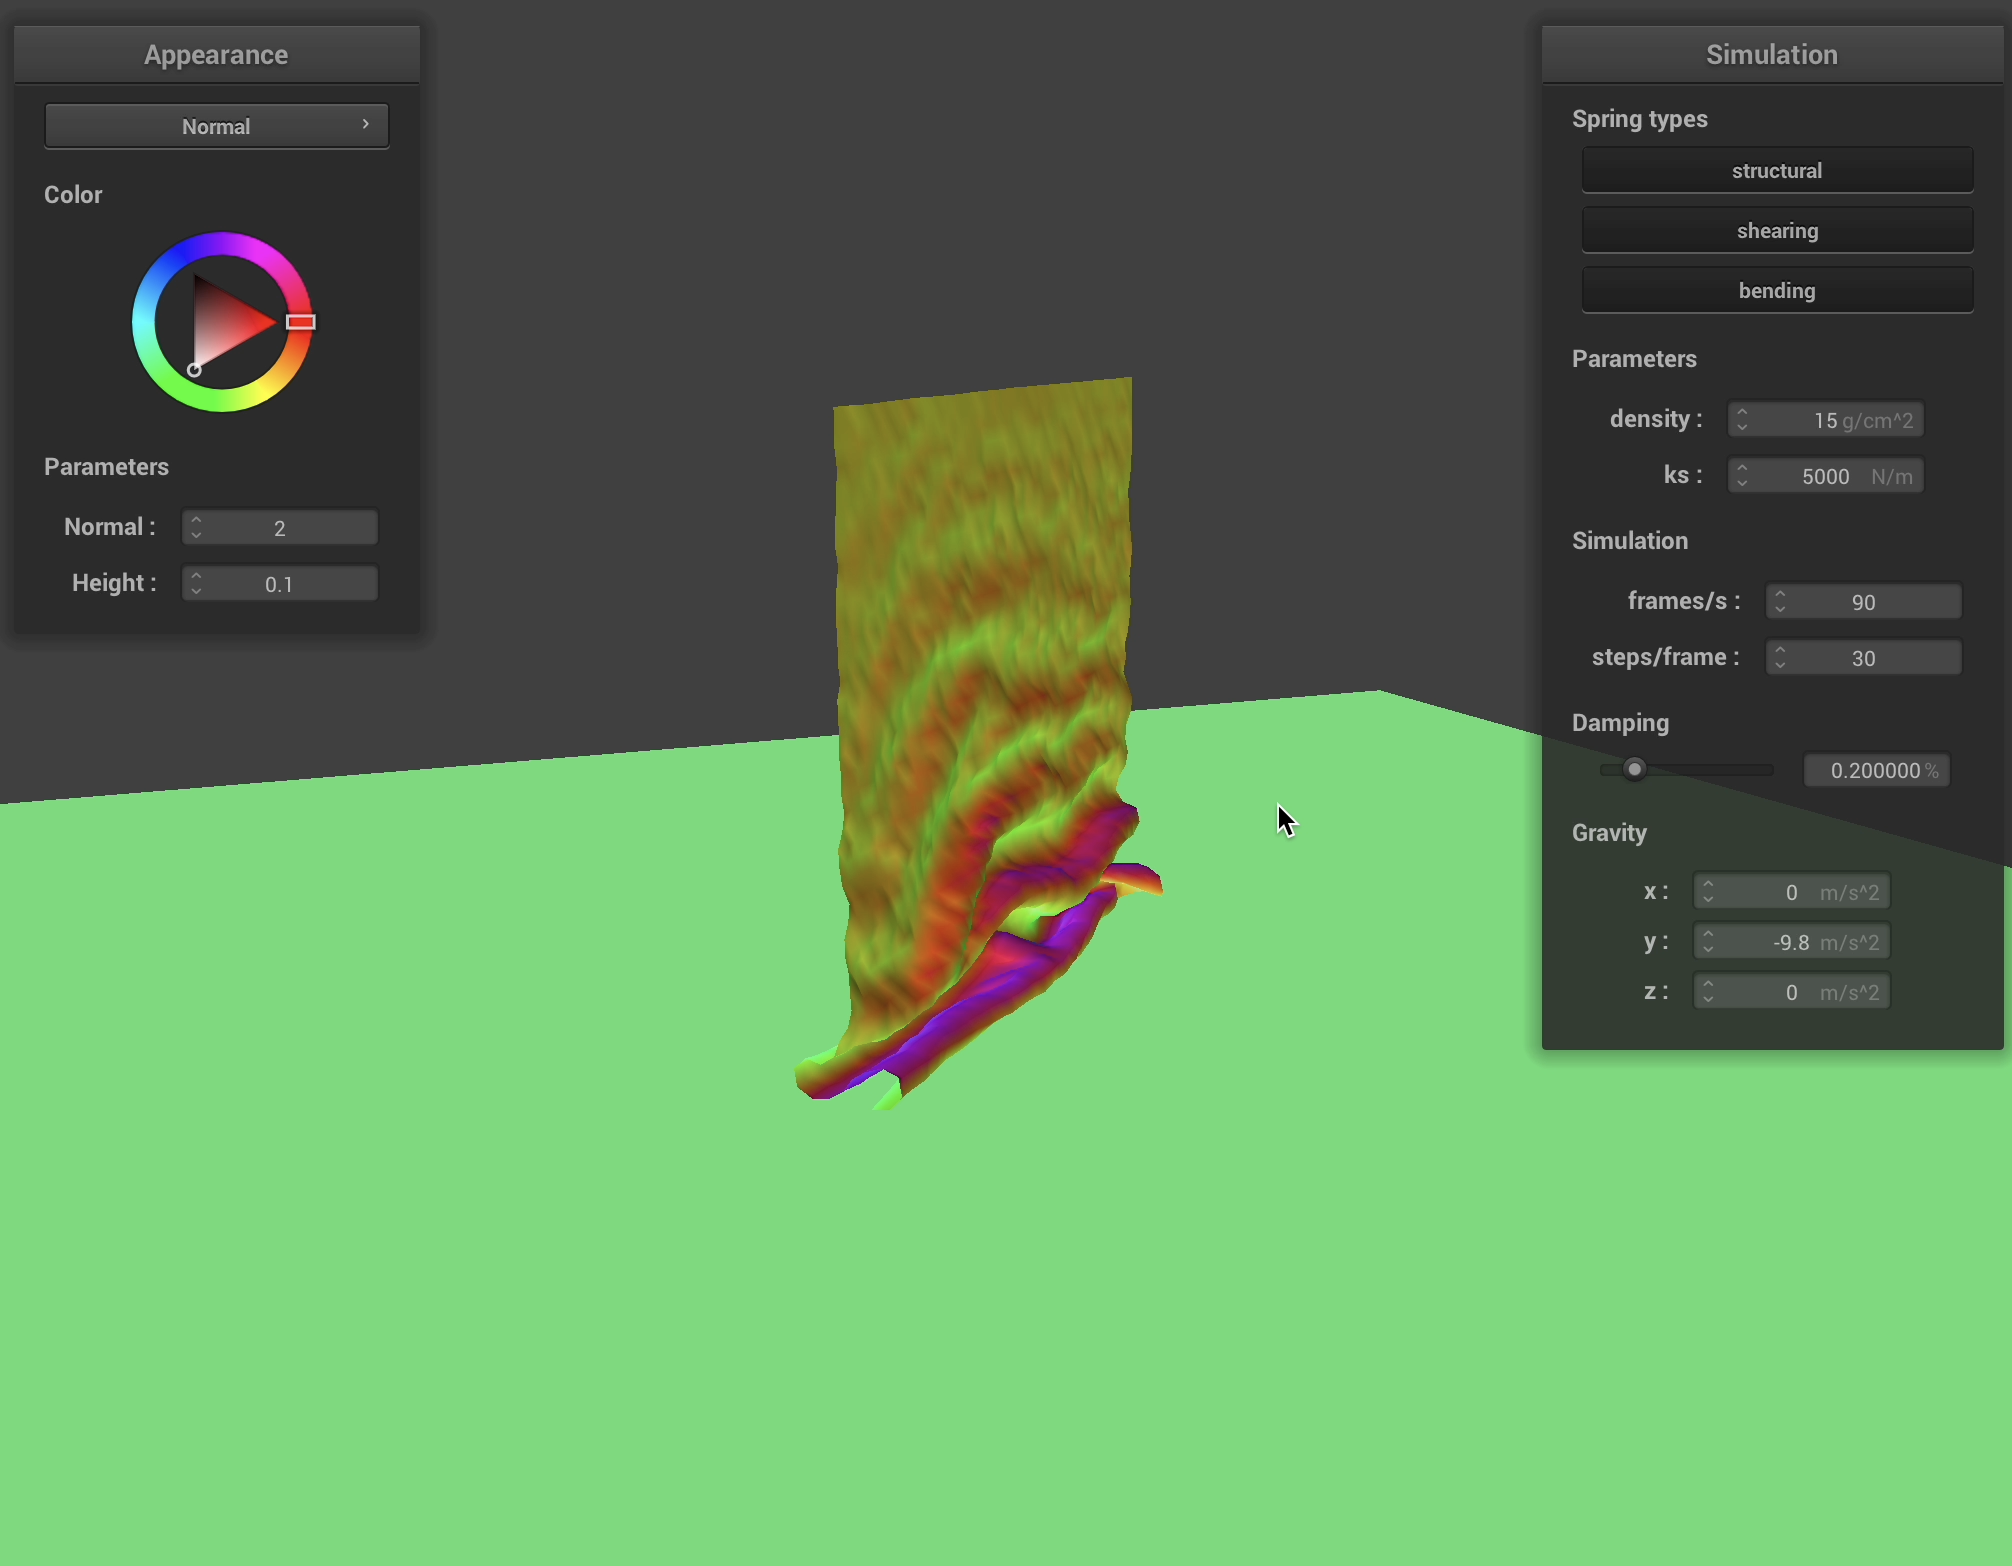 Appearance
Normal
Color
Parameters
Normal : 2
Height : 0.1
Simulation
Spring types
structural
shearing
bending
Parameters
density : 15 g/cm^2
ks : 5000 N/m
Simulation
frames/s : 90
steps/frame : 30
Damping
0.200000 %
Gravity
x : 0 m/s^2
y : -9.8 m/s^2
z : 0 m/s^2